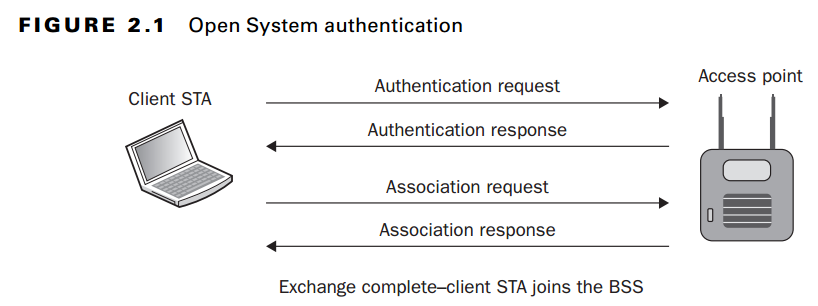 FIGURE 2.1 Open System authentication
Access point
Client STA
Authentication request
Authentication response
Association request
Association response
Exchange complete–client STA joins the BSS